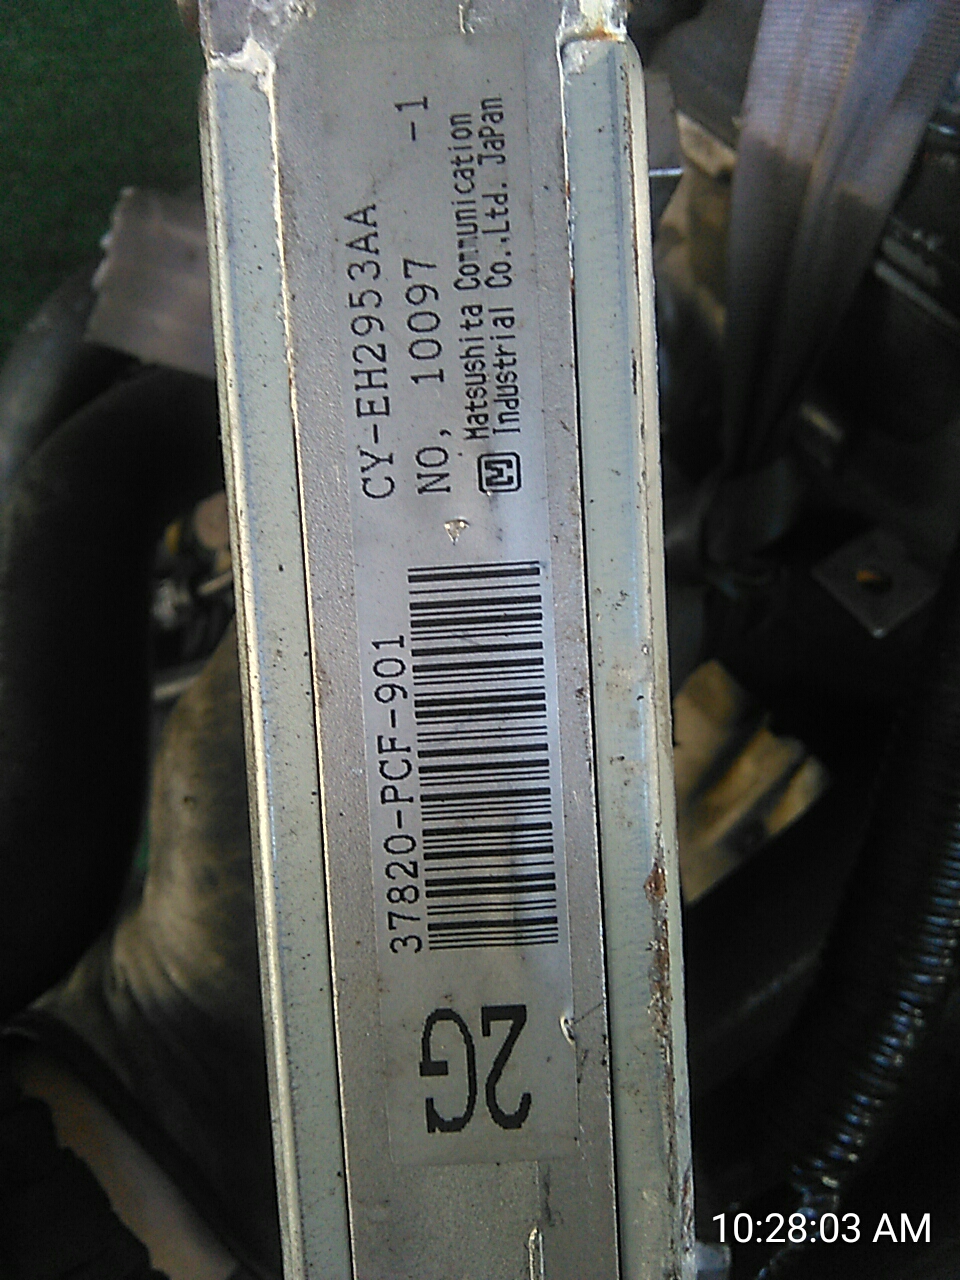 CY-EH2953AA
NO, 10097 -1
Matsushita Communication
Industrial Co.,Ltd. JaPan
37820-PCF-901
2G
10:28:03 AM